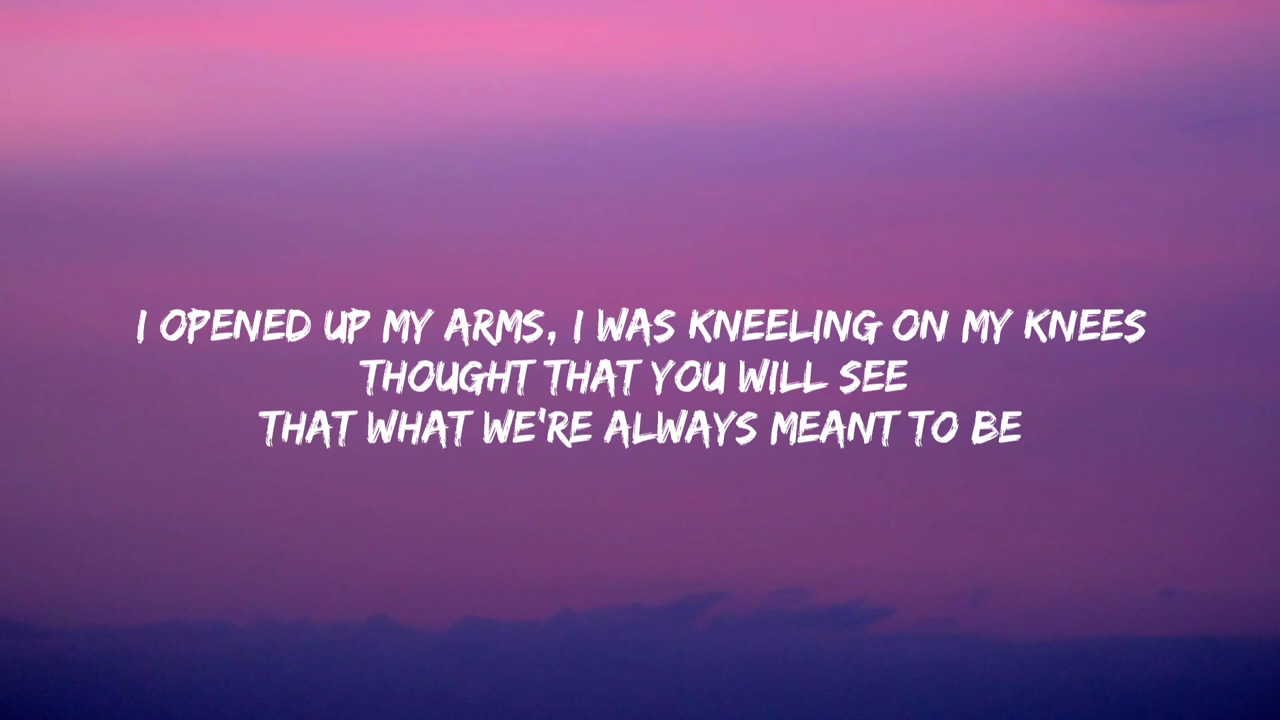 I OPENED UP MY ARMS, I WAS KNEELING ON MY KNEES
THOUGHT THAT YOU WILL SEE
THAT WHAT WE'RE ALWAYS MEANT TO BE